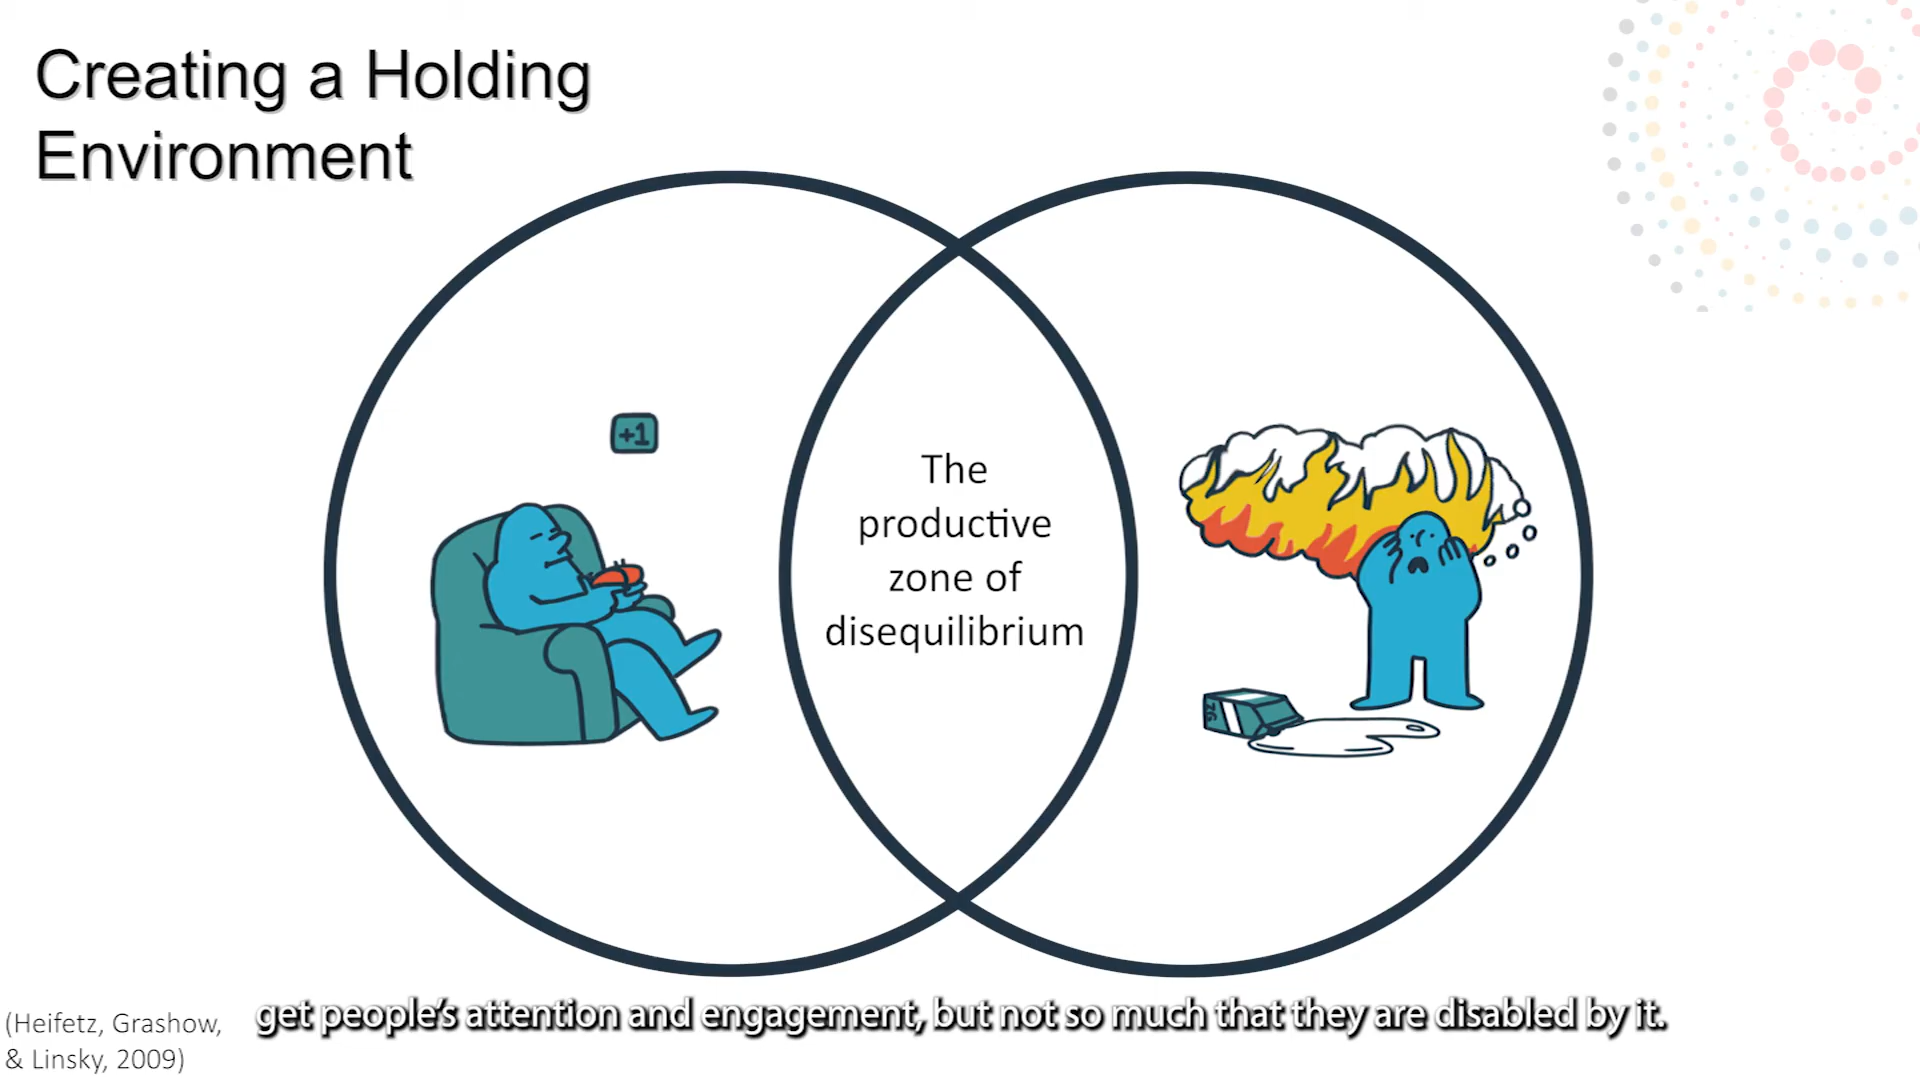 Creating a Holding
Environment
+1
The
productive
zone of
disequilibrium
get people's attention and engagement, but not so much that they are disabled by it.
(Heifetz, Grashow,
& Linsky, 2009)